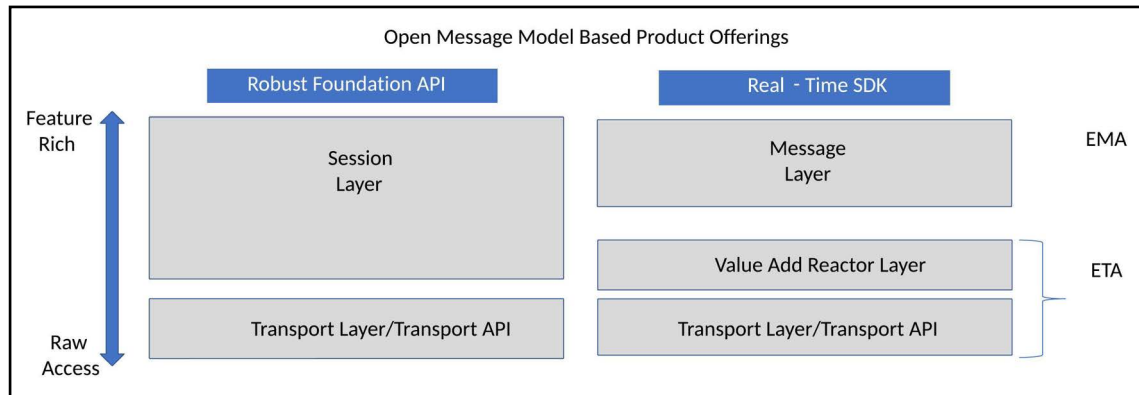 Open Message Model Based Product Offerings
Robust Foundation API
Real - Time SDK
Feature
Rich
Session
Layer
Message
Layer
EMA
Value Add Reactor Layer
ETA
Transport Layer/Transport API
Transport Layer/Transport API
Raw
Access